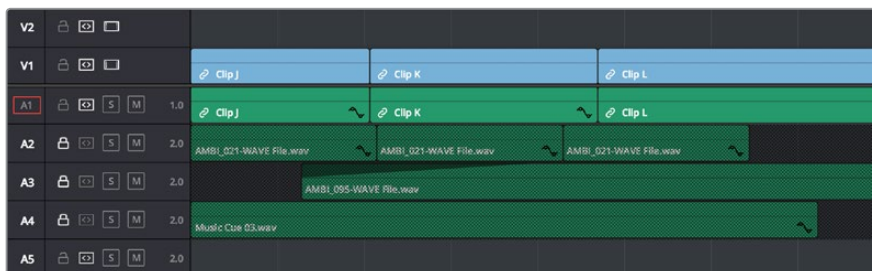 V2
V1 Clip J Clip K Clip L
A1 S M 1.0 Clip J Clip K Clip L
A2 S M 2.0 AMBI_021-WAVE File.wav AMBI_021-WAVE File.wav AMBI_021-WAVE File.wav
A3 S M 2.0 AMBI_095-WAVE File.wav
A4 S M 2.0 Music Cue 03.wav
A5 S M 2.0